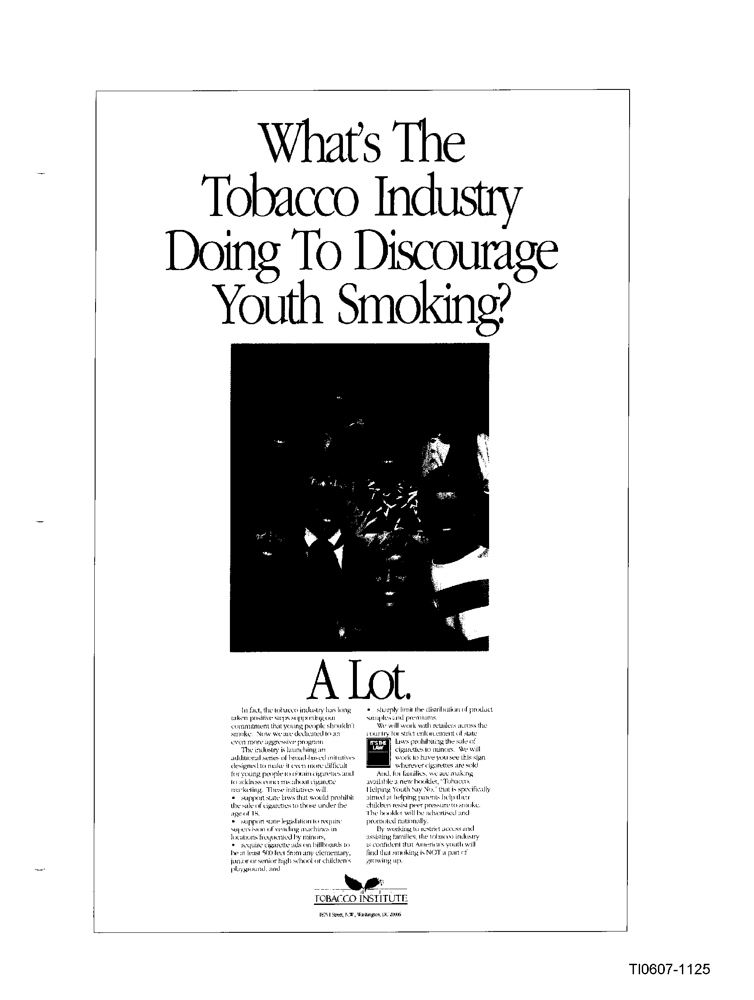 What's The
Tobacco Industry
Doing To Discourage
Youth Smoking?
A Lot.
In fact, the tobacco industry has long
taken positive steps supporting our
commitment that young people shouldn't
smoke. Now we are dedicated to an
even more aggressive program.
The industry is launching an
additional series of broad-based initiatives
designed to make it even more difficult
for young people to obtain cigarettes and
to address concerns about cigarette
marketing. These initiatives will:
• support state laws that would prohibit
the sale of cigarettes to those under the
age of 18,
• support state legislation to require
supervision of vending machines in
locations frequented by minors,
• require cigarette ads on billboards to
be at least 500 feet from any elementary,
junior or senior high school or children's
playground, and
• sharply limit the distribution of product
samples and premiums.
We will work with retailers across the
country for strict enforcement of state
IT'S THE
LAW
laws prohibiting the sale of
cigarettes to minors. We will
work to have you see this sign
wherever cigarettes are sold.
And, for families, we are making
available a new booklet, "Tobacco:
Helping Youth Say No," that is specifically
aimed at helping parents help their
children resist peer pressure to smoke.
The booklet will be advertised and
promoted nationally.
By working to restrict access and
assisting families, the tobacco industry
is confident that America's youth will
find that smoking is NOT a part of
growing up.
TOBACCO INSTITUTE
1875 I Street, N.W., Washington, DC 20006
TI0607-1125